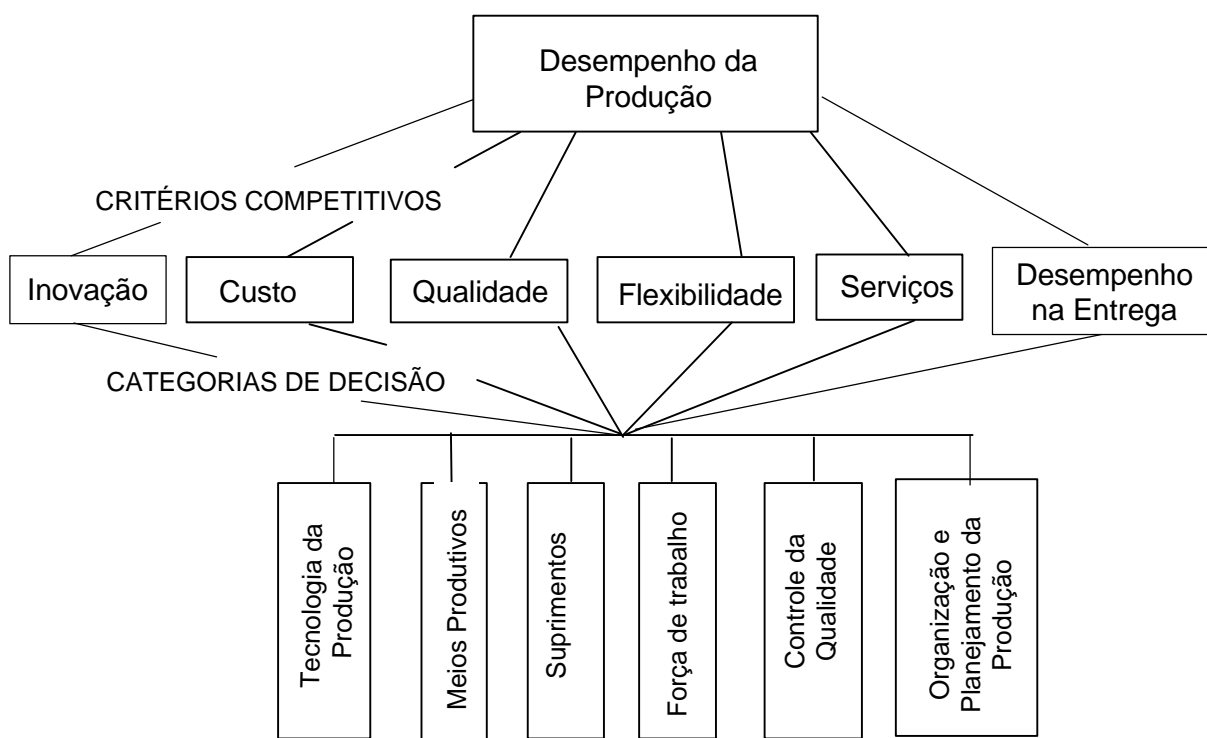 Desempenho da
Produção
CRITÉRIOS COMPETITIVOS
Inovação
Custo
Qualidade
Flexibilidade
Serviços
Desempenho
na Entrega
CATEGORIAS DE DECISÃO
Tecnologia da
Produção
Meios Produtivos
Suprimentos
Força de trabalho
Controle da
Qualidade
Organização e
Planejamento da
Produção